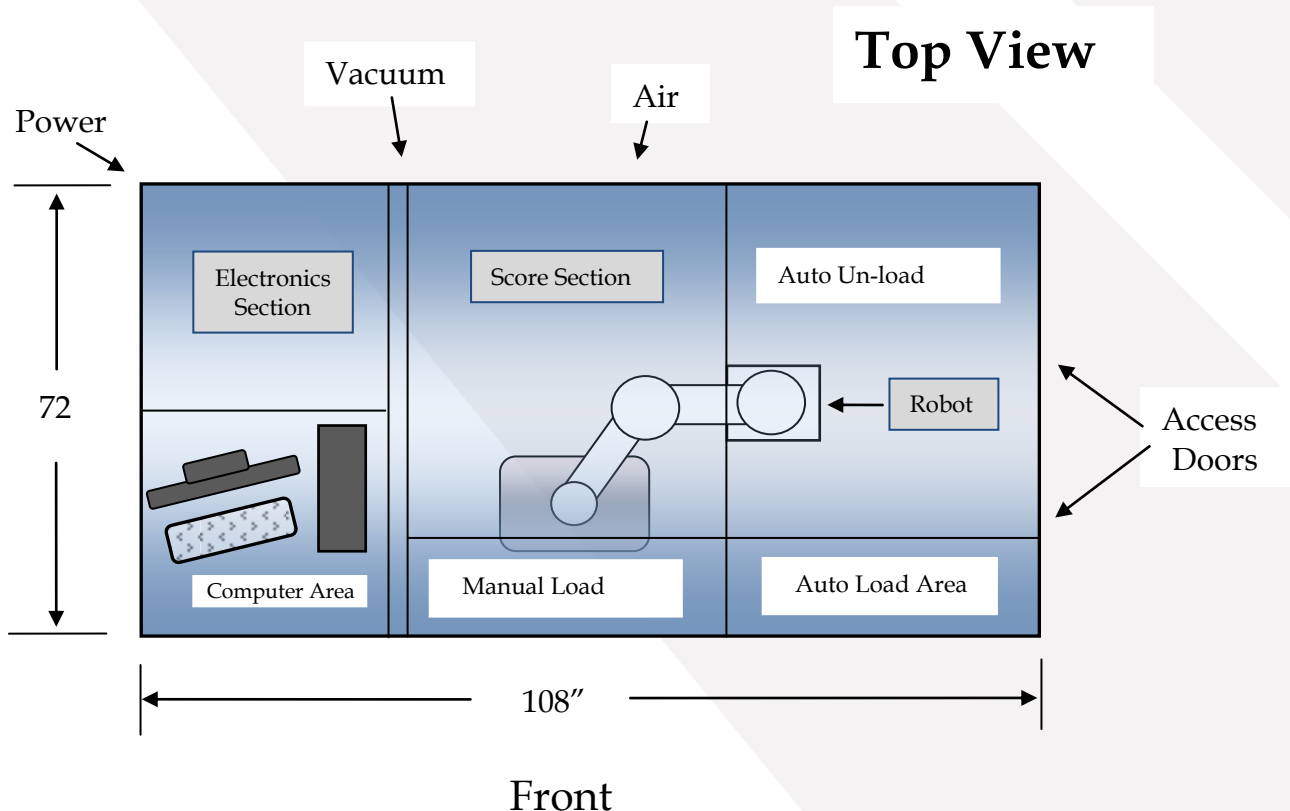 Top View
Vacuum
Air
Power
Electronics
Section
Score Section
Auto Un-load
72
Robot
Access
Doors
Computer Area
Manual Load
Auto Load Area
108”
Front